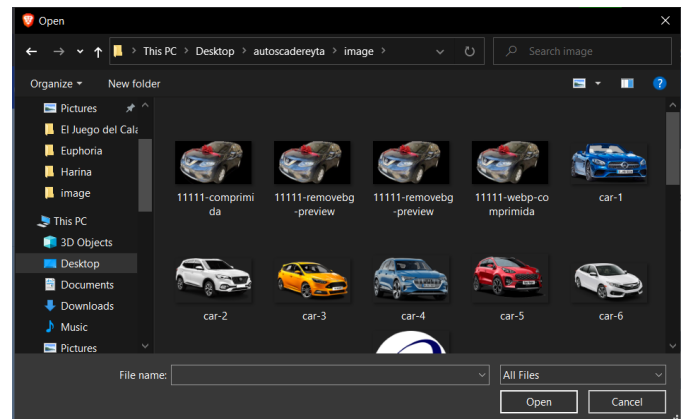 Open
This PC > Desktop > autoscadereyta > image >
Search image
Organize
New folder
Pictures
El Juego del Cala
Euphoria
Harina
image
This PC
3D Objects
Desktop
Documents
Downloads
Music
Pictures
11111-comprimi
da
11111-removebg
-preview
11111-removebg
-preview
11111-webp-co
mprimida
car-1
car-2
car-3
car-4
car-5
car-6
File name:
All Files
Open
Cancel